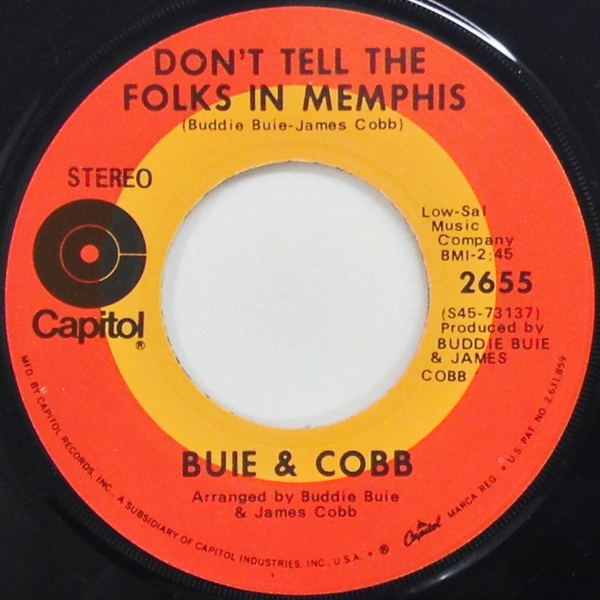 DON'T TELL THE
FOLKS IN MEMPHIS
(Buddie Buie-James Cobb)
STEREO
Capitol®
Low-Sal
Music
Company
BMI-2:45
2655
(S45-73137)
Produced by
BUDDIE BUIE
& JAMES
COBB
BUIE & COBB
Arranged by Buddie Buie
& James Cobb
MFD. BY CAPITOL RECORDS, INC. A SUBSIDIARY OF CAPITOL INDUSTRIES, INC., U.S.A. • ® Capitol MARCA REG. • U.S. PAT. NO. 2,631,859